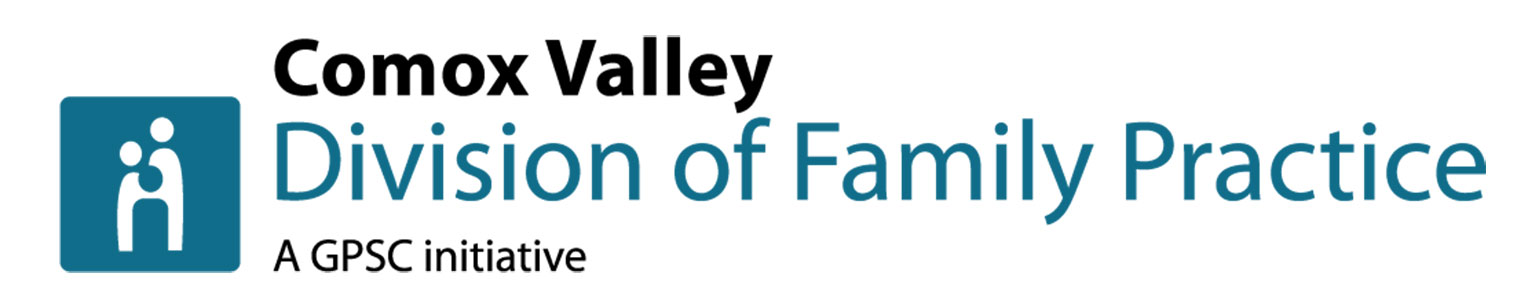 Comox Valley
Division of Family Practice
A GPSC initiative